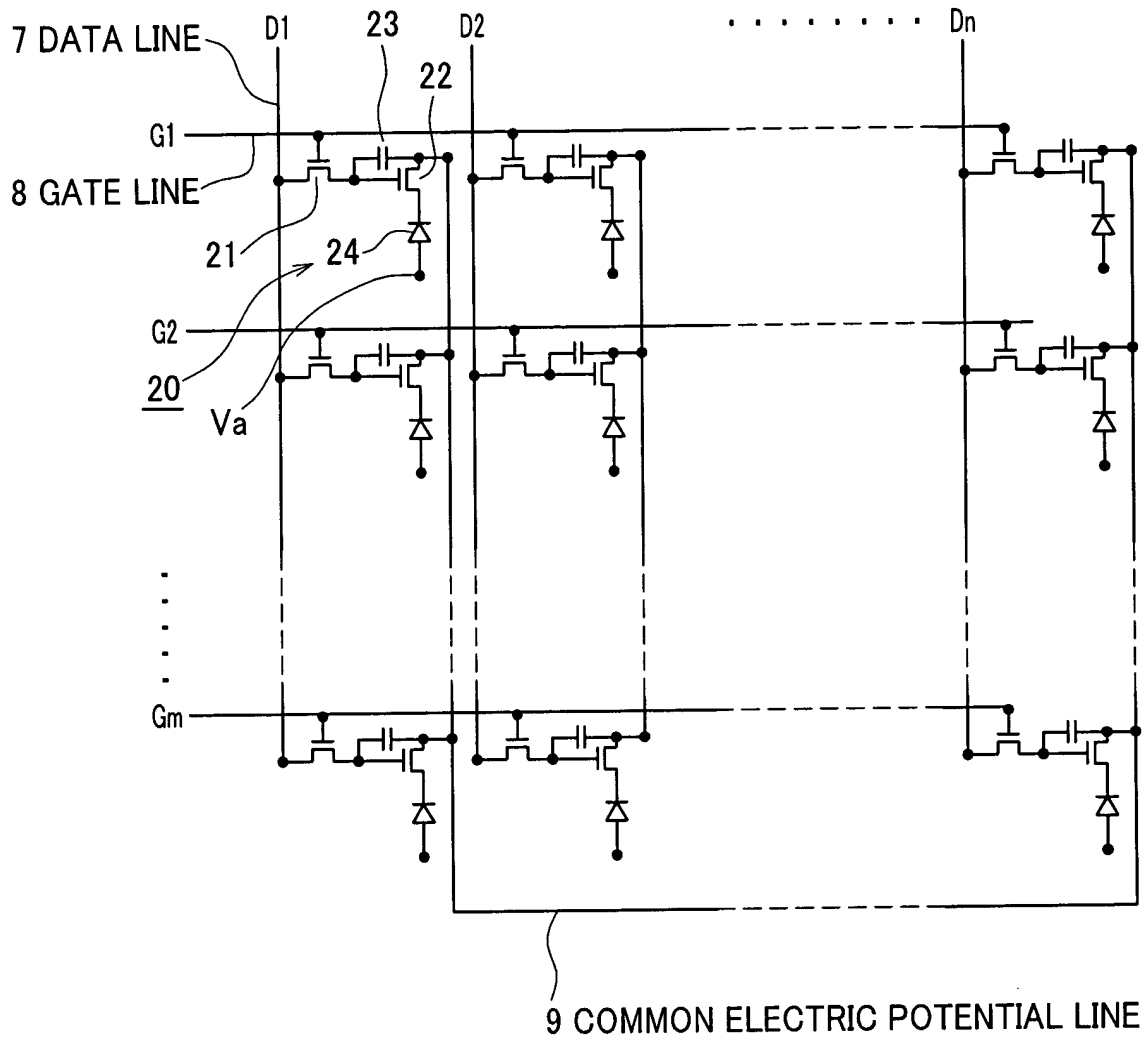 7 DATA LINE
D1
23
D2
. . . . . . . .
Dn
22
G1
8 GATE LINE
21
24
G2
20
Va
. . . . .
Gm
9 COMMON ELECTRIC POTENTIAL LINE